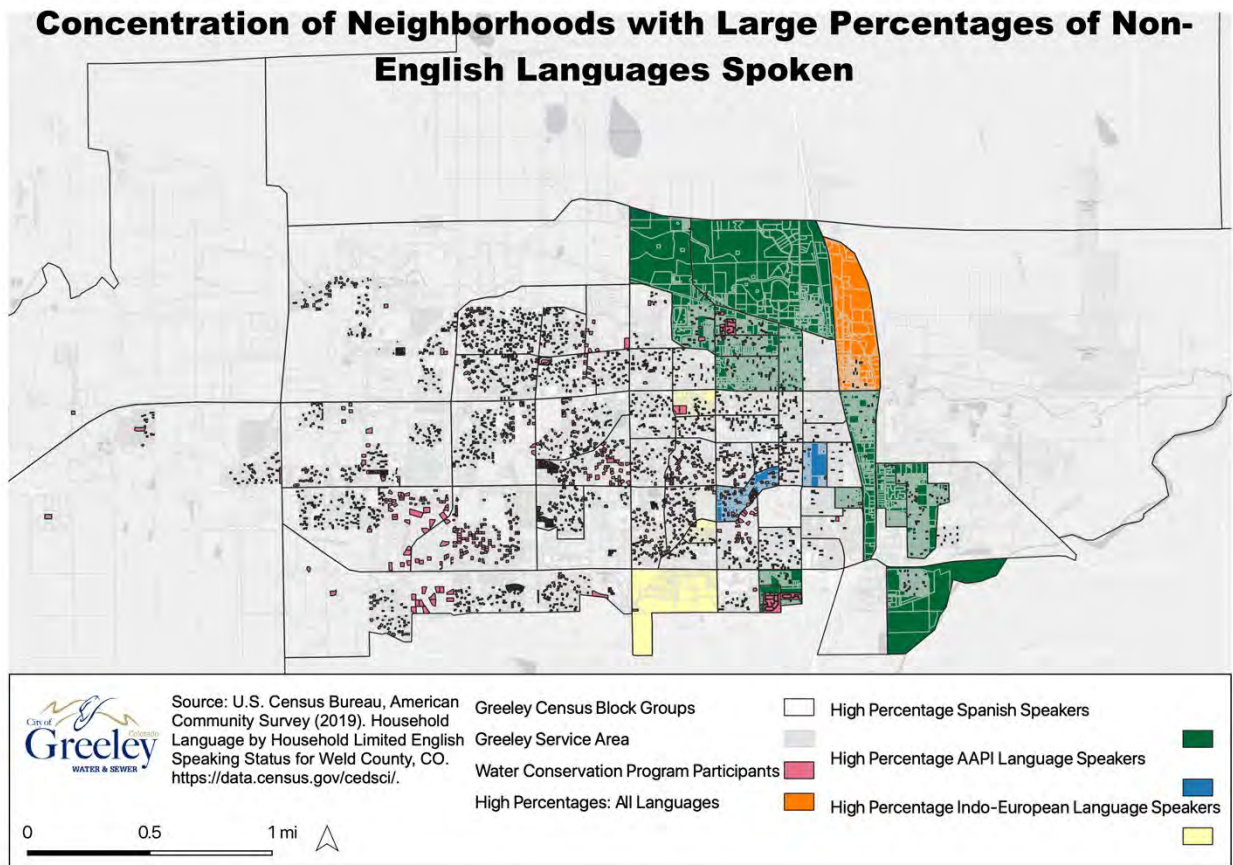 Concentration of Neighborhoods with Large Percentages of Non-
English Languages Spoken
City of
Greeley
Colorado
WATER & SEWER
Source: U.S. Census Bureau, American
Community Survey (2019). Household
Language by Household Limited English
Speaking Status for Weld County, CO.
https://data.census.gov/cedsci/.
0 0.5 1 mi
Greeley Census Block Groups
Greeley Service Area
Water Conservation Program Participants
High Percentages: All Languages
High Percentage Spanish Speakers
High Percentage AAPI Language Speakers
High Percentage Indo-European Language Speakers